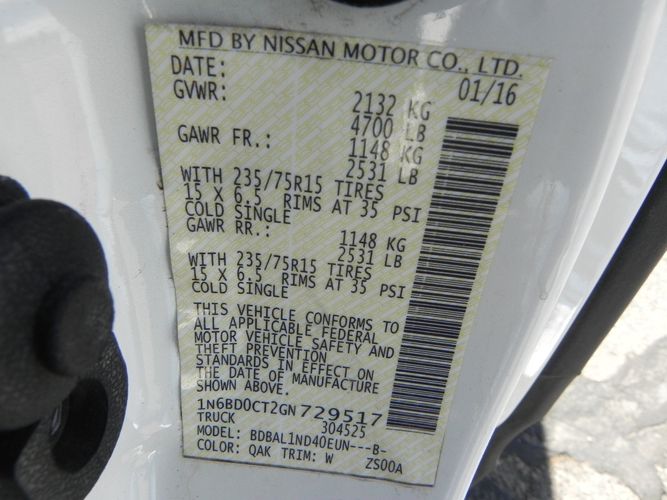 MFD BY NISSAN MOTOR CO., LTD.
DATE: 01/16
GVWR: 2132 KG
4700 LB
GAWR FR.: 1148 KG
2531 LB
WITH 235/75R15 TIRES
15 X 6.5 RIMS AT 35 PSI
COLD SINGLE
GAWR RR.: 1148 KG
2531 LB
WITH 235/75R15 TIRES
15 X 6.5 RIMS AT 35 PSI
COLD SINGLE
THIS VEHICLE CONFORMS TO
ALL APPLICABLE FEDERAL
MOTOR VEHICLE SAFETY AND
THEFT PREVENTION
STANDARDS IN EFFECT ON
THE DATE OF MANUFACTURE
SHOWN ABOVE.
1N6BD0CT2GN729517
TRUCK 304525
MODEL: BDBAL1ND40EUN---B-
COLOR: QAK TRIM: W ZS00A